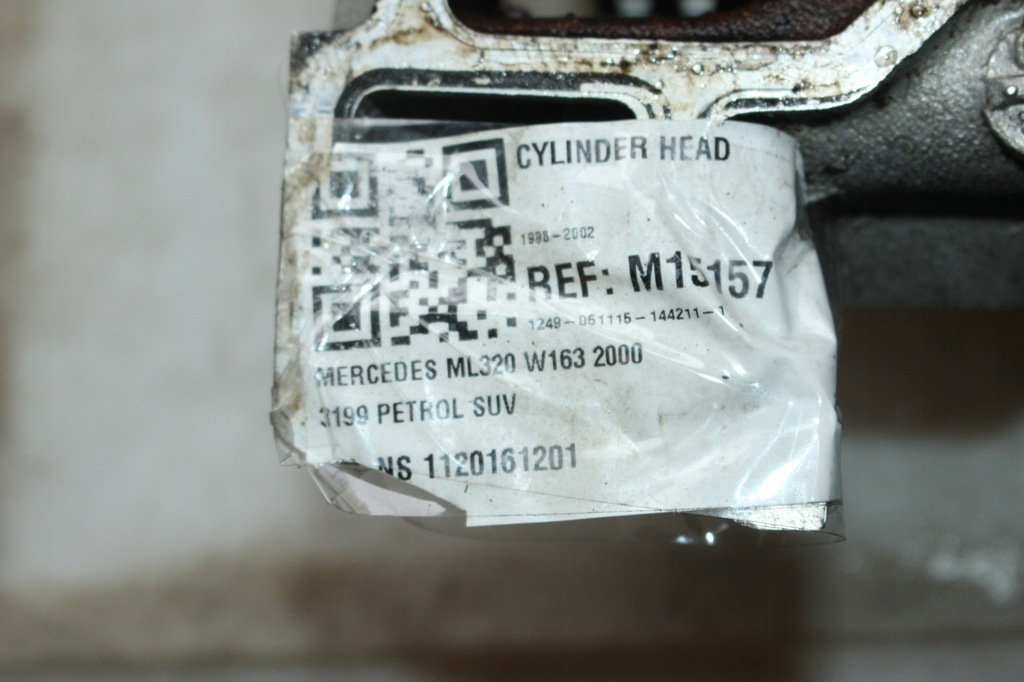 CYLINDER HEAD
1998-2002
REF: M15157
1249-051115-144211-1
MERCEDES ML320 W163 2000
3199 PETROL SUV
NS 1120161201